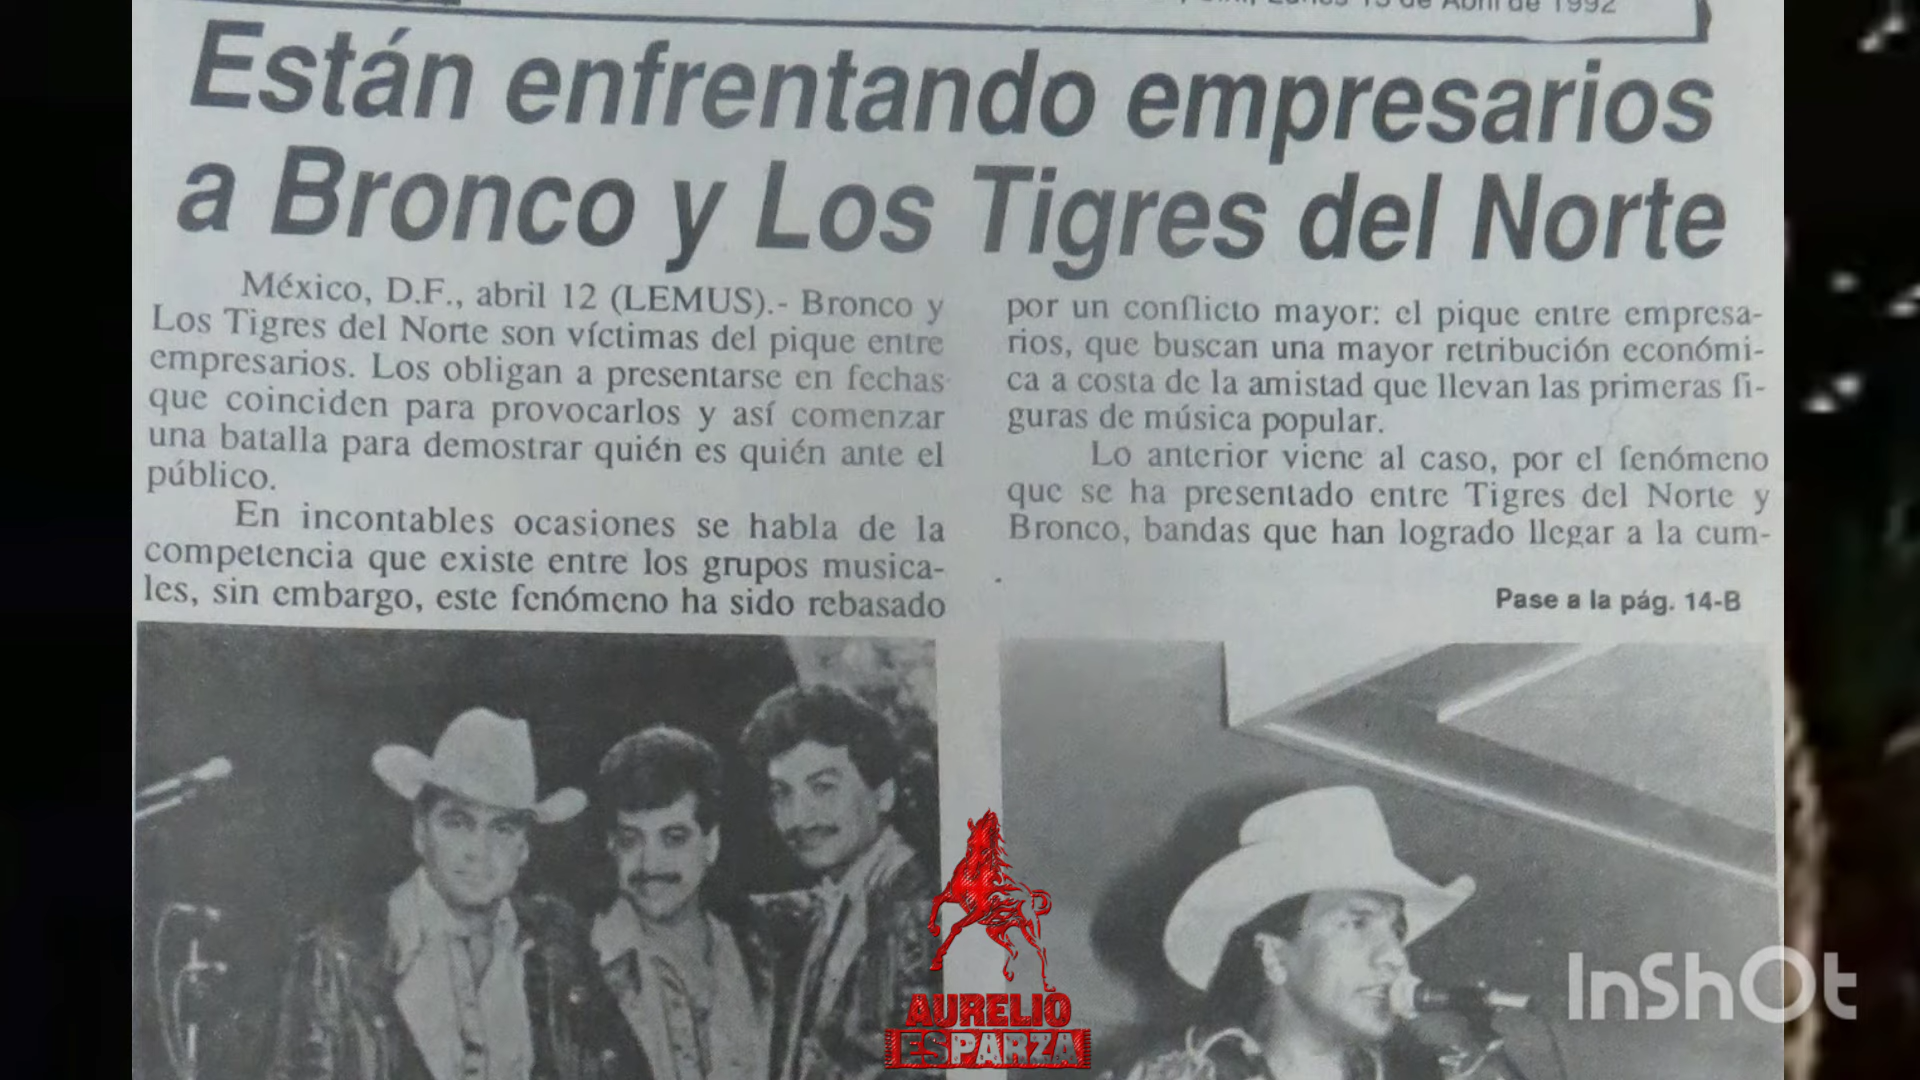 de Abril de 1992
Están enfrentando empresarios
a Bronco y Los Tigres del Norte
México, D.F., abril 12 (LEMUS).- Bronco y
Los Tigres del Norte son víctimas del pique entre
empresarios. Los obligan a presentarse en fechas
que coinciden para provocarlos y así comenzar
una batalla para demostrar quién es quién ante el
público.
En incontables ocasiones se habla de la
competencia que existe entre los grupos musica-
les, sin embargo, este fenómeno ha sido rebasado
por un conflicto mayor: el pique entre empresa-
rios, que buscan una mayor retribución económi-
ca a costa de la amistad que llevan las primeras fi-
guras de música popular.
Lo anterior viene al caso, por el fenómeno
que se ha presentado entre Tigres del Norte y
Bronco, bandas que han logrado llegar a la cum-
Pase a la pág. 14-B
AURELIO
ESPARZA
InShOt